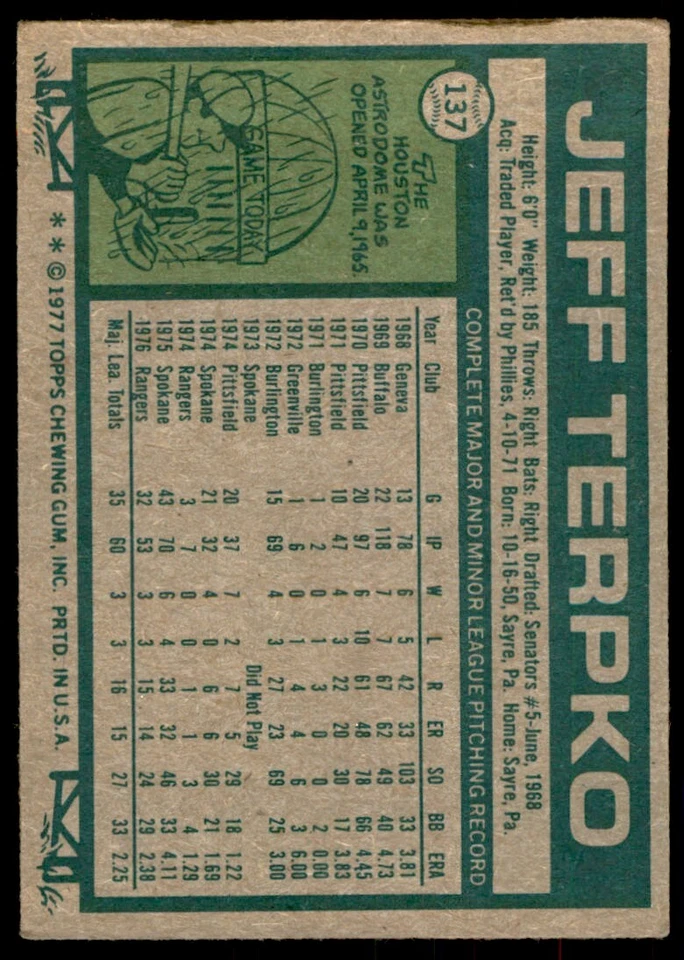 JEFF TERPKO
Height: 6'0" Weight: 185 Throws: Right Bats: Right Drafted: Senators #5-June, 1968
Acq: Traded Player, Ret'd by Phillies, 4-10-71 Born: 10-16-50, Sayre, Pa. Home: Sayre, Pa.
137
COMPLETE MAJOR AND MINOR LEAGUE PITCHING RECORD
THE
HOUSTON
ASTRODOME WAS
OPENED APRIL 9, 1965.
GAME TODAY
Year Club G IP W L R ER SO BB ERA
1968 Geneva 13 78 6 5 42 33 103 33 3.81
1969 Buffalo 22 118 7 7 67 62 49 40 4.73
1970 Pittsfield 20 97 6 10 61 48 78 66 4.45
1971 Pittsfield 10 47 4 3 22 20 30 17 3.83
1971 Burlington 1 2 0 1 3 0 0 2 0.00
1972 Greenville 1 6 0 1 4 4 6 3 6.00
1972 Burlington 15 69 4 3 27 23 69 25 3.00
1973 Spokane Did Not Play
1974 Pittsfield 20 37 7 2 7 5 29 18 1.22
1974 Spokane 21 32 4 0 6 6 30 21 1.69
1974 Rangers 3 7 0 0 1 1 3 4 1.29
1975 Spokane 43 70 6 4 33 32 46 33 4.11
1976 Rangers 32 53 3 3 15 14 24 29 2.38
Maj. Lea. Totals 35 60 3 3 16 15 27 33 2.25
* * © 1977 TOPPS CHEWING GUM, INC. PRTD. IN U.S.A.